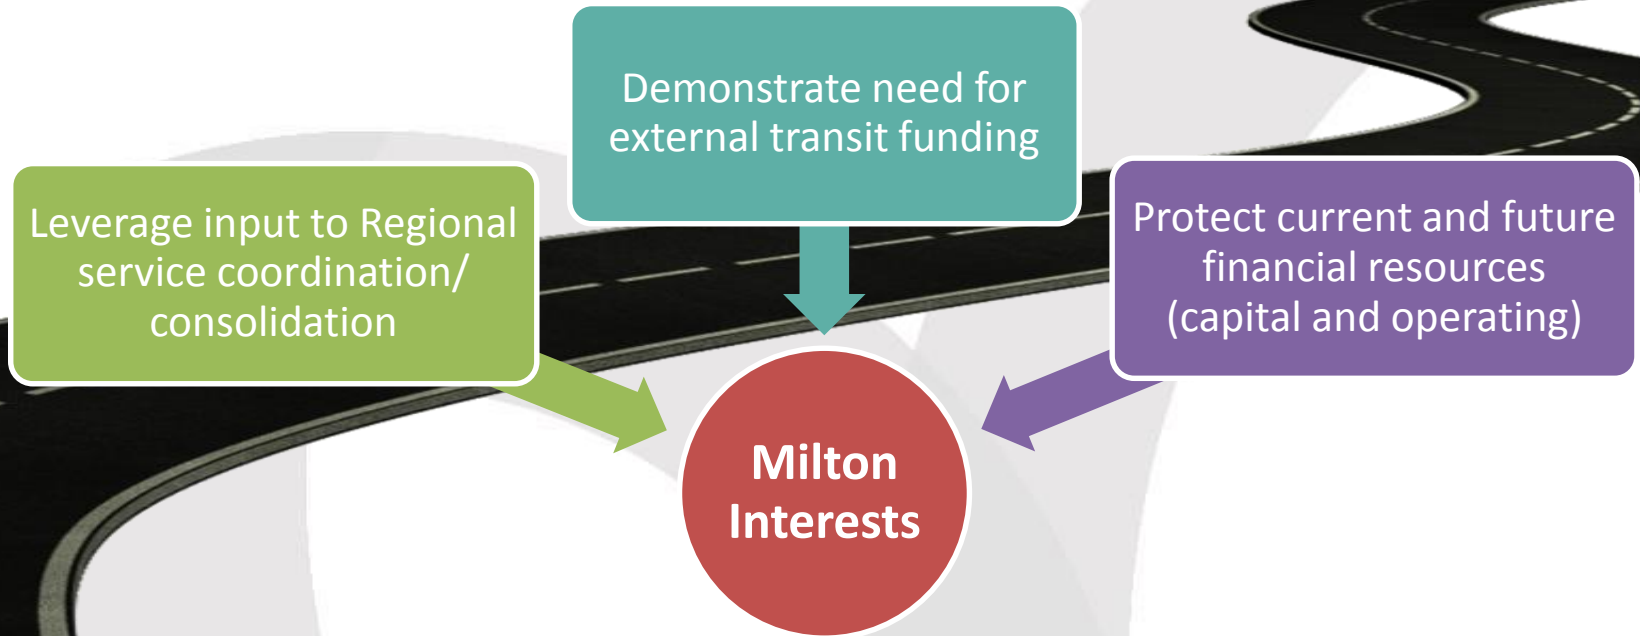 Demonstrate need for
external transit funding
Leverage input to Regional
service coordination/
consolidation
Protect current and future
financial resources
(capital and operating)
Milton
Interests